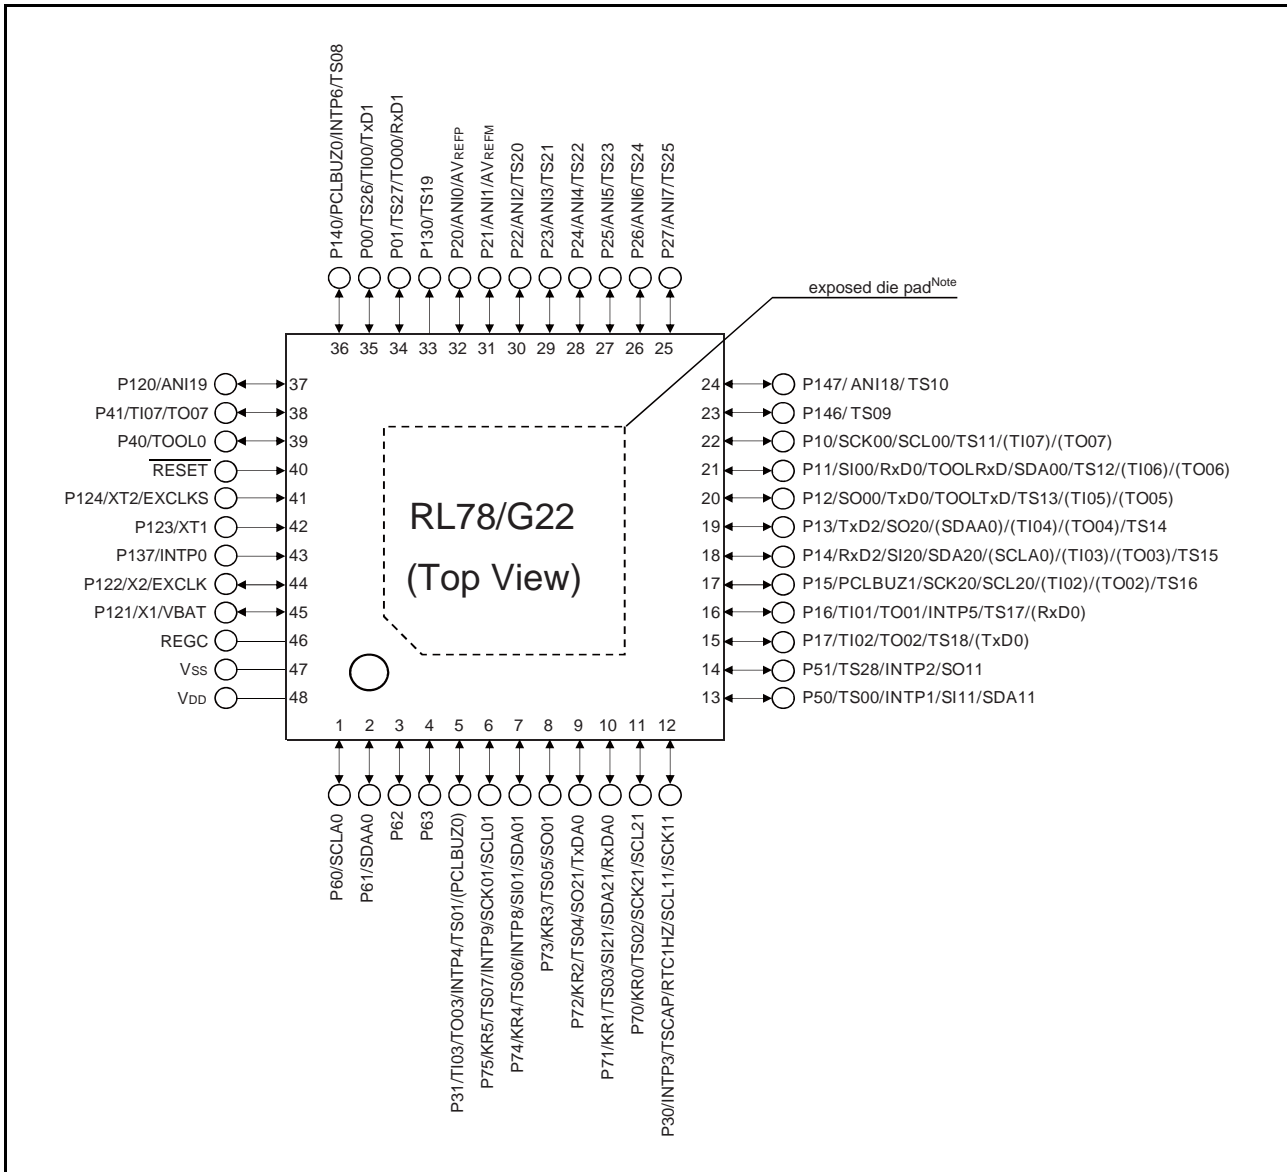 P140/PCLBUZ0/INTP6/TS08
P00/TS26/TI00/TxD1
P01/TS27/TO00/RxD1
P130/TS19
P20/ANI0/AVREFP
P21/ANI1/AVREFM
P22/ANI2/TS20
P23/ANI3/TS21
P24/ANI4/TS22
P25/ANI5/TS23
P26/ANI6/TS24
P27/ANI7/TS25
exposed die padNote
36 35 34 33 32 31 30 29 28 27 26 25
P120/ANI19 37
P41/TI07/TO07 38
P40/TOOL0 39
RESET 40
P124/XT2/EXCLKS 41
P123/XT1 42
P137/INTP0 43
P122/X2/EXCLK 44
P121/X1/VBAT 45
REGC 46
VSS 47
VDD 48
RL78/G22
(Top View)
24 P147/ ANI18/ TS10
23 P146/ TS09
22 P10/SCK00/SCL00/TS11/(TI07)/(TO07)
21 P11/SI00/RxD0/TOOLRxD/SDA00/TS12/(TI06)/(TO06)
20 P12/SO00/TxD0/TOOLTxD/TS13/(TI05)/(TO05)
19 P13/TxD2/SO20/(SDAA0)/(TI04)/(TO04)/TS14
18 P14/RxD2/SI20/SDA20/(SCLA0)/(TI03)/(TO03)/TS15
17 P15/PCLBUZ1/SCK20/SCL20/(TI02)/(TO02)/TS16
16 P16/TI01/TO01/INTP5/TS17/(RxD0)
15 P17/TI02/TO02/TS18/(TxD0)
14 P51/TS28/INTP2/SO11
13 P50/TS00/INTP1/SI11/SDA11
1 2 3 4 5 6 7 8 9 10 11 12
P60/SCLA0
P61/SDAA0
P62
P63
P31/TI03/TO03/INTP4/TS01/(PCLBUZ0)
P75/KR5/TS07/INTP9/SCK01/SCL01
P74/KR4/TS06/INTP8/SI01/SDA01
P73/KR3/TS05/SO01
P72/KR2/TS04/SO21/TxDA0
P71/KR1/TS03/SI21/SDA21/RxDA0
P70/KR0/TS02/SCK21/SCL21
P30/INTP3/TSCAP/RTC1HZ/SCL11/SCK11